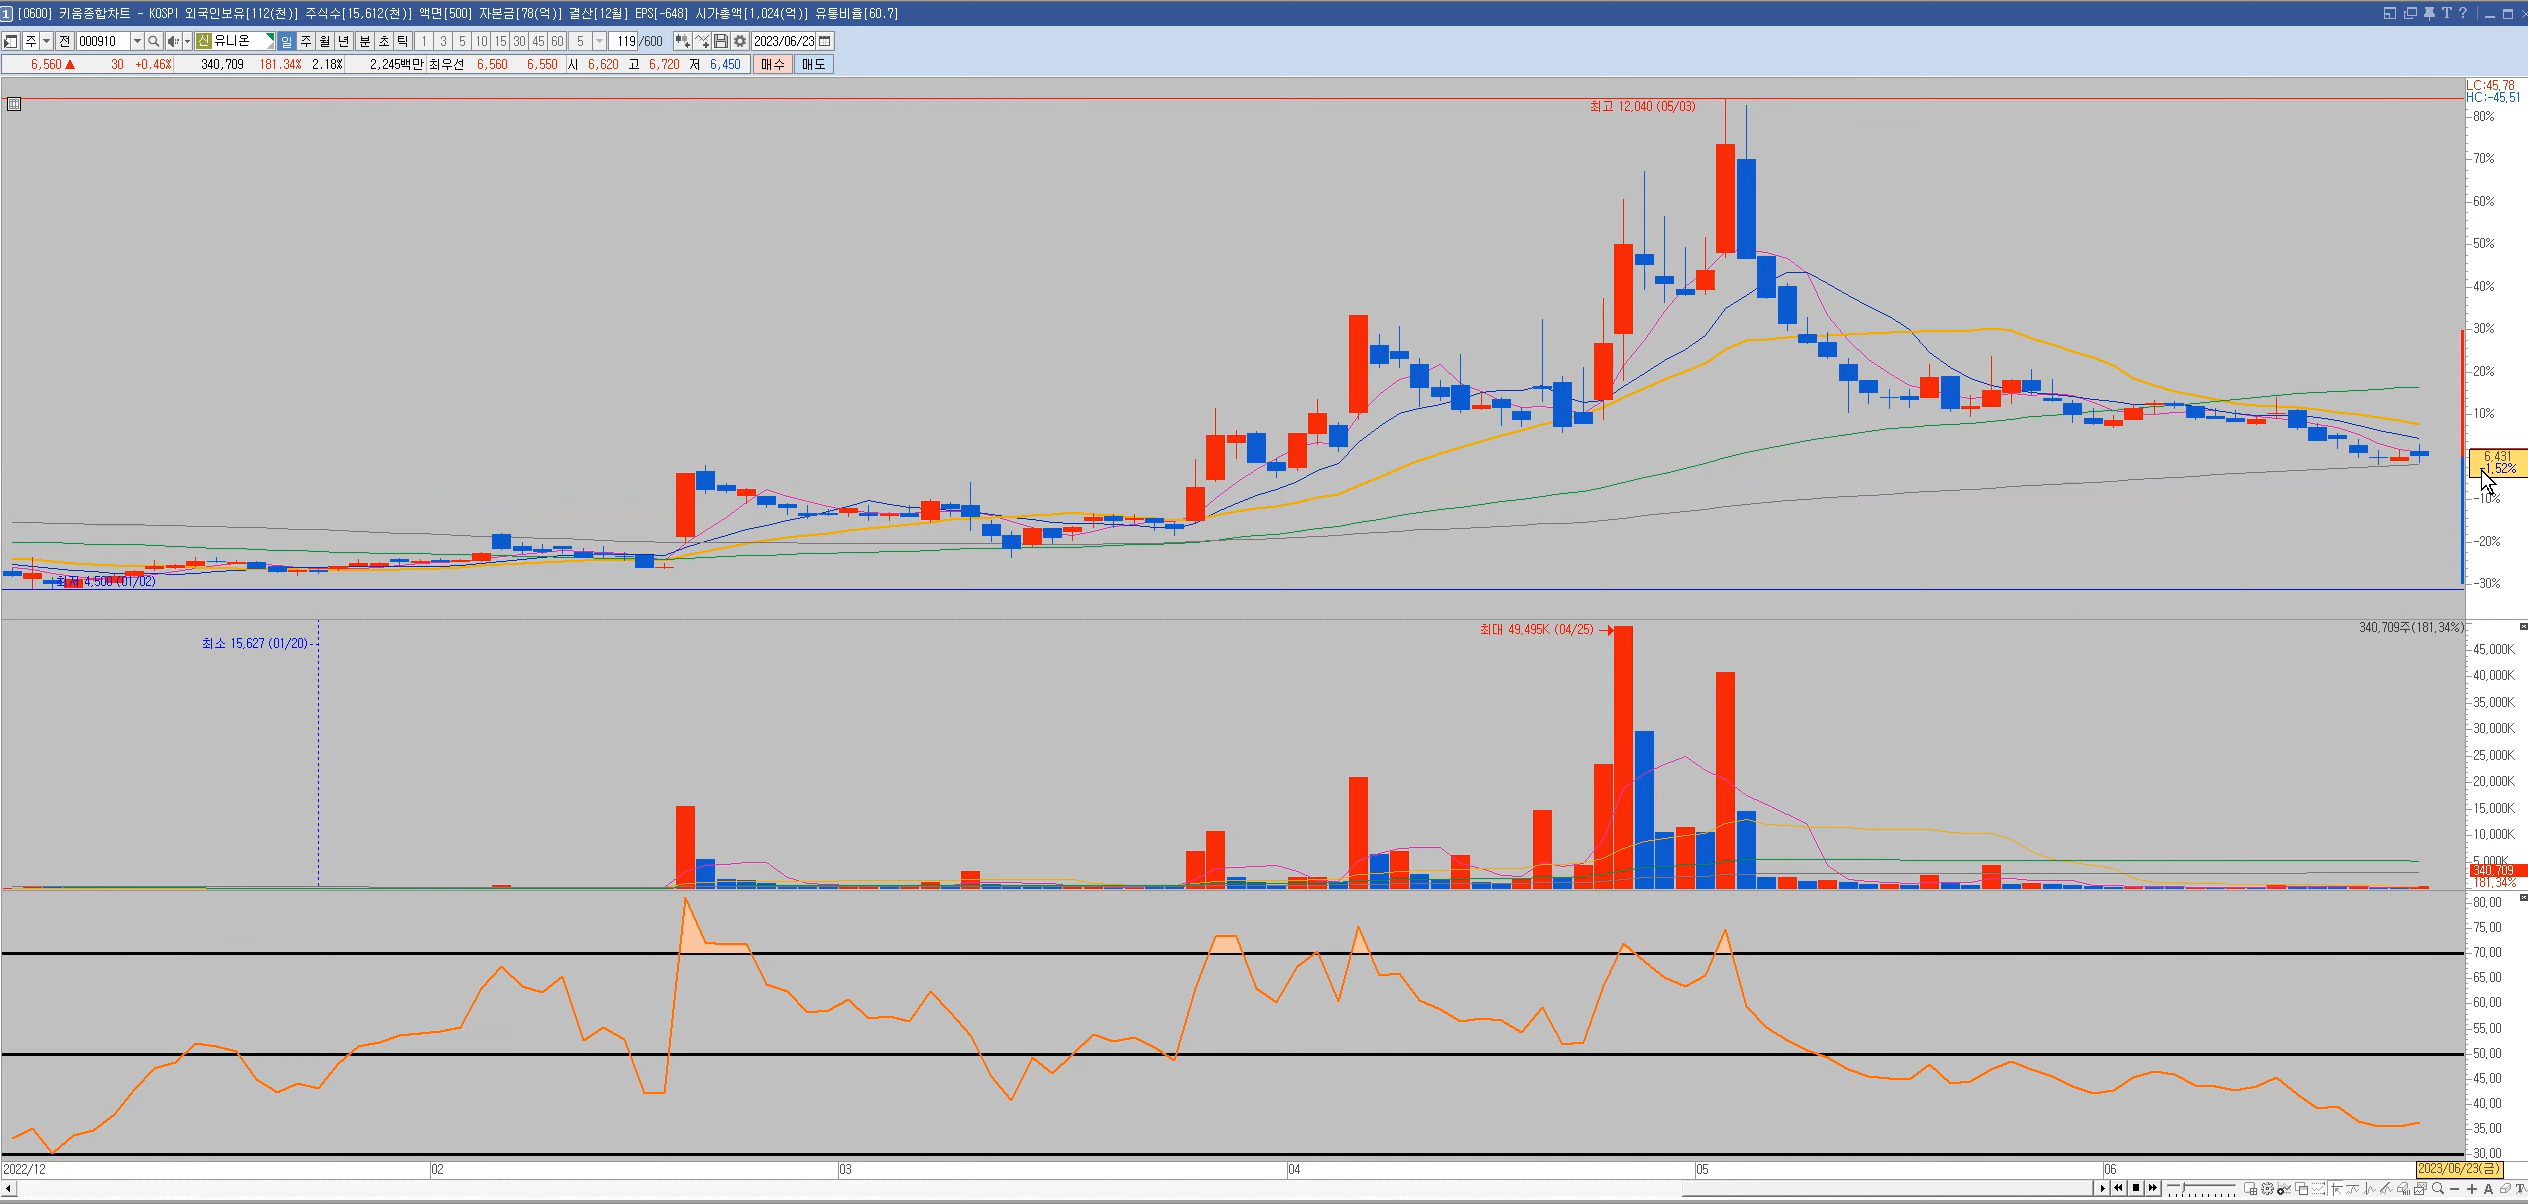 1 [0600] 키움종합차트 - KOSPI 외국인보유[112(천)] 주식수[15,612(천)] 액면[500] 자본금[78(억)] 결산[12월] EPS[-648] 시가총액[1,024(억)] 유통비율[60.7] T ?
주 전 000910 신 유니온 일 주 월 년 분 초 틱 1 3 5 10 15 30 45 60 5 119 /600 2023/06/23
6,560 ▲ 30 +0.46% 340,709 181.34% 2.18% 2,245백만 최우선 6,560 6,550 시 6,620 고 6,720 저 6,450 매수 매도
LC:45.78
HC:-45.51
최고 12,040 (05/03)
80%
70%
60%
50%
40%
30%
20%
10%
6,431
-1.52%
-10%
-20%
-30%
최저 4,500 (01/02)
340,709주(181.34%)
최대 49,495K (04/25)
최소 15,627 (01/20)
45,000K
40,000K
35,000K
30,000K
25,000K
20,000K
15,000K
10,000K
5,000K
340,709
181.34%
80.00
75.00
70.00
65.00
60.00
55.00
50.00
45.00
40.00
35.00
30.00
2022/12 02 03 04 05 06 2023/06/23(금)